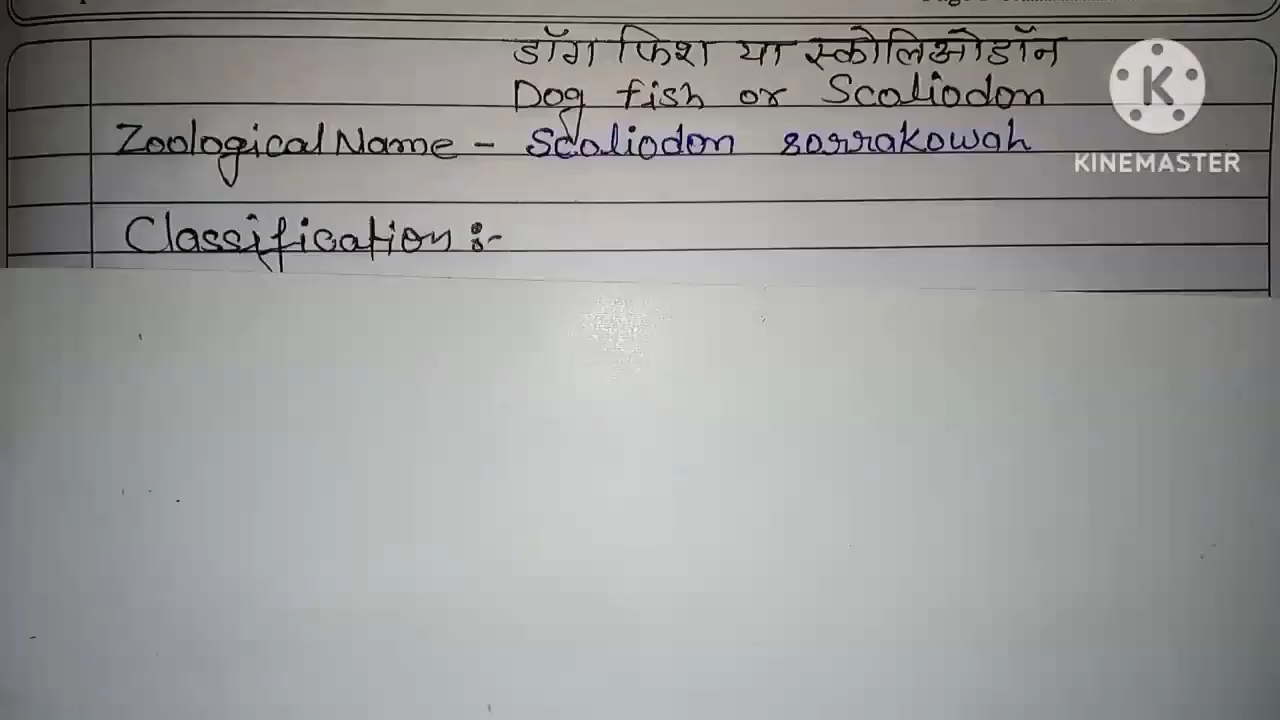 डॉग फिश या स्कोलिओडॉन
Dog fish or Scoliodon
Zoological Name - Scoliodon sorrakowah
Classification :-
K
KINEMASTER